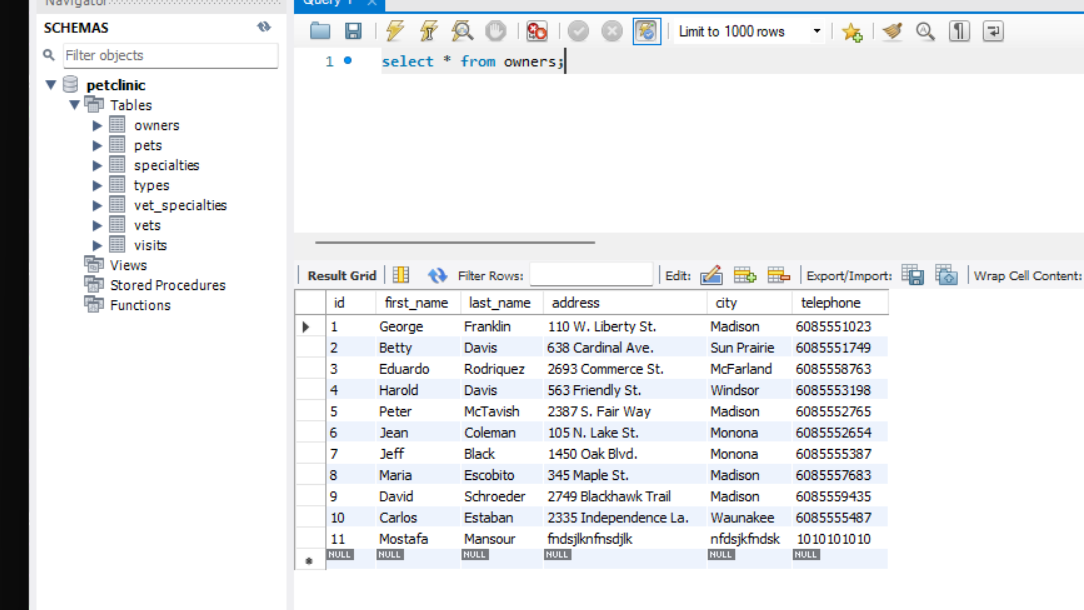 Navigator
Query 1
SCHEMAS
Filter objects
petclinic
Tables
owners
pets
specialties
types
vet_specialties
vets
visits
Views
Stored Procedures
Functions
Limit to 1000 rows
1 select * from owners;
Result Grid Filter Rows: Edit: Export/Import: Wrap Cell Content:
id first_name last_name address city telephone
1 George Franklin 110 W. Liberty St. Madison 6085551023
2 Betty Davis 638 Cardinal Ave. Sun Prairie 6085551749
3 Eduardo Rodriquez 2693 Commerce St. McFarland 6085558763
4 Harold Davis 563 Friendly St. Windsor 6085553198
5 Peter McTavish 2387 S. Fair Way Madison 6085552765
6 Jean Coleman 105 N. Lake St. Monona 6085552654
7 Jeff Black 1450 Oak Blvd. Monona 6085555387
8 Maria Escobito 345 Maple St. Madison 6085557683
9 David Schroeder 2749 Blackhawk Trail Madison 6085559435
10 Carlos Estaban 2335 Independence La. Waunakee 6085555487
11 Mostafa Mansour fndsjlknfnsdjlk nfdsjkfndsk 1010101010
NULL NULL NULL NULL NULL NULL